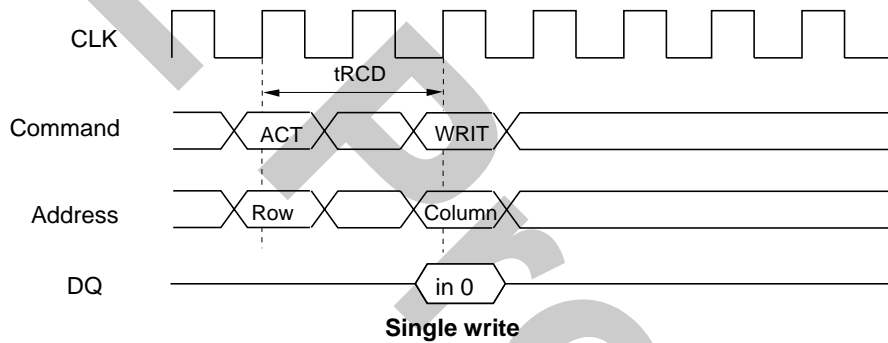 CLK
tRCD
Command ACT WRIT
Address Row Column
DQ in 0
Single write